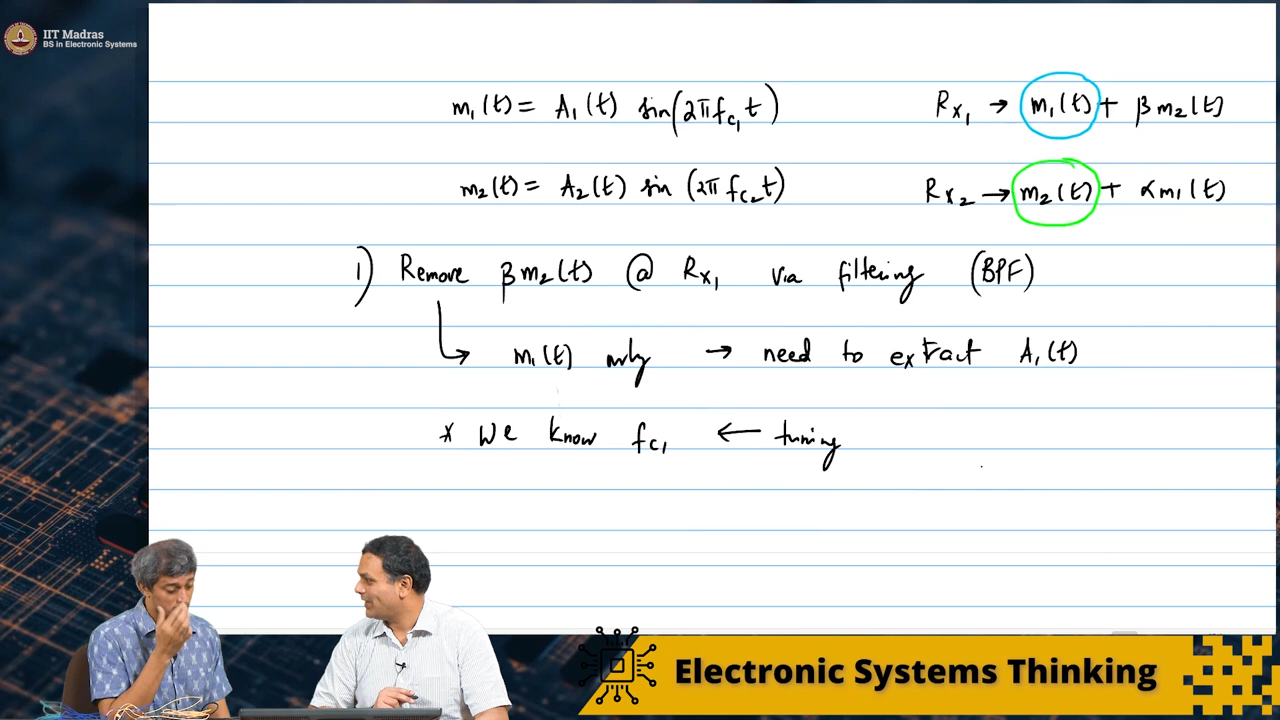 IIT Madras
BS in Electronic Systems
m₁(t) = A₁(t) sin(2πf_c₁ t)
Rx₁ → m₁(t) + βm₂(t)
m₂(t) = A₂(t) sin(2πf_c₂ t)
Rx₂ → m₂(t) + αm₁(t)
1) Remove βm₂(t) @ Rx₁ via filtering (BPF)
↳ m₁(t) only → need to extract A₁(t)
* We know f_c₁ ← tuning
Electronic Systems Thinking